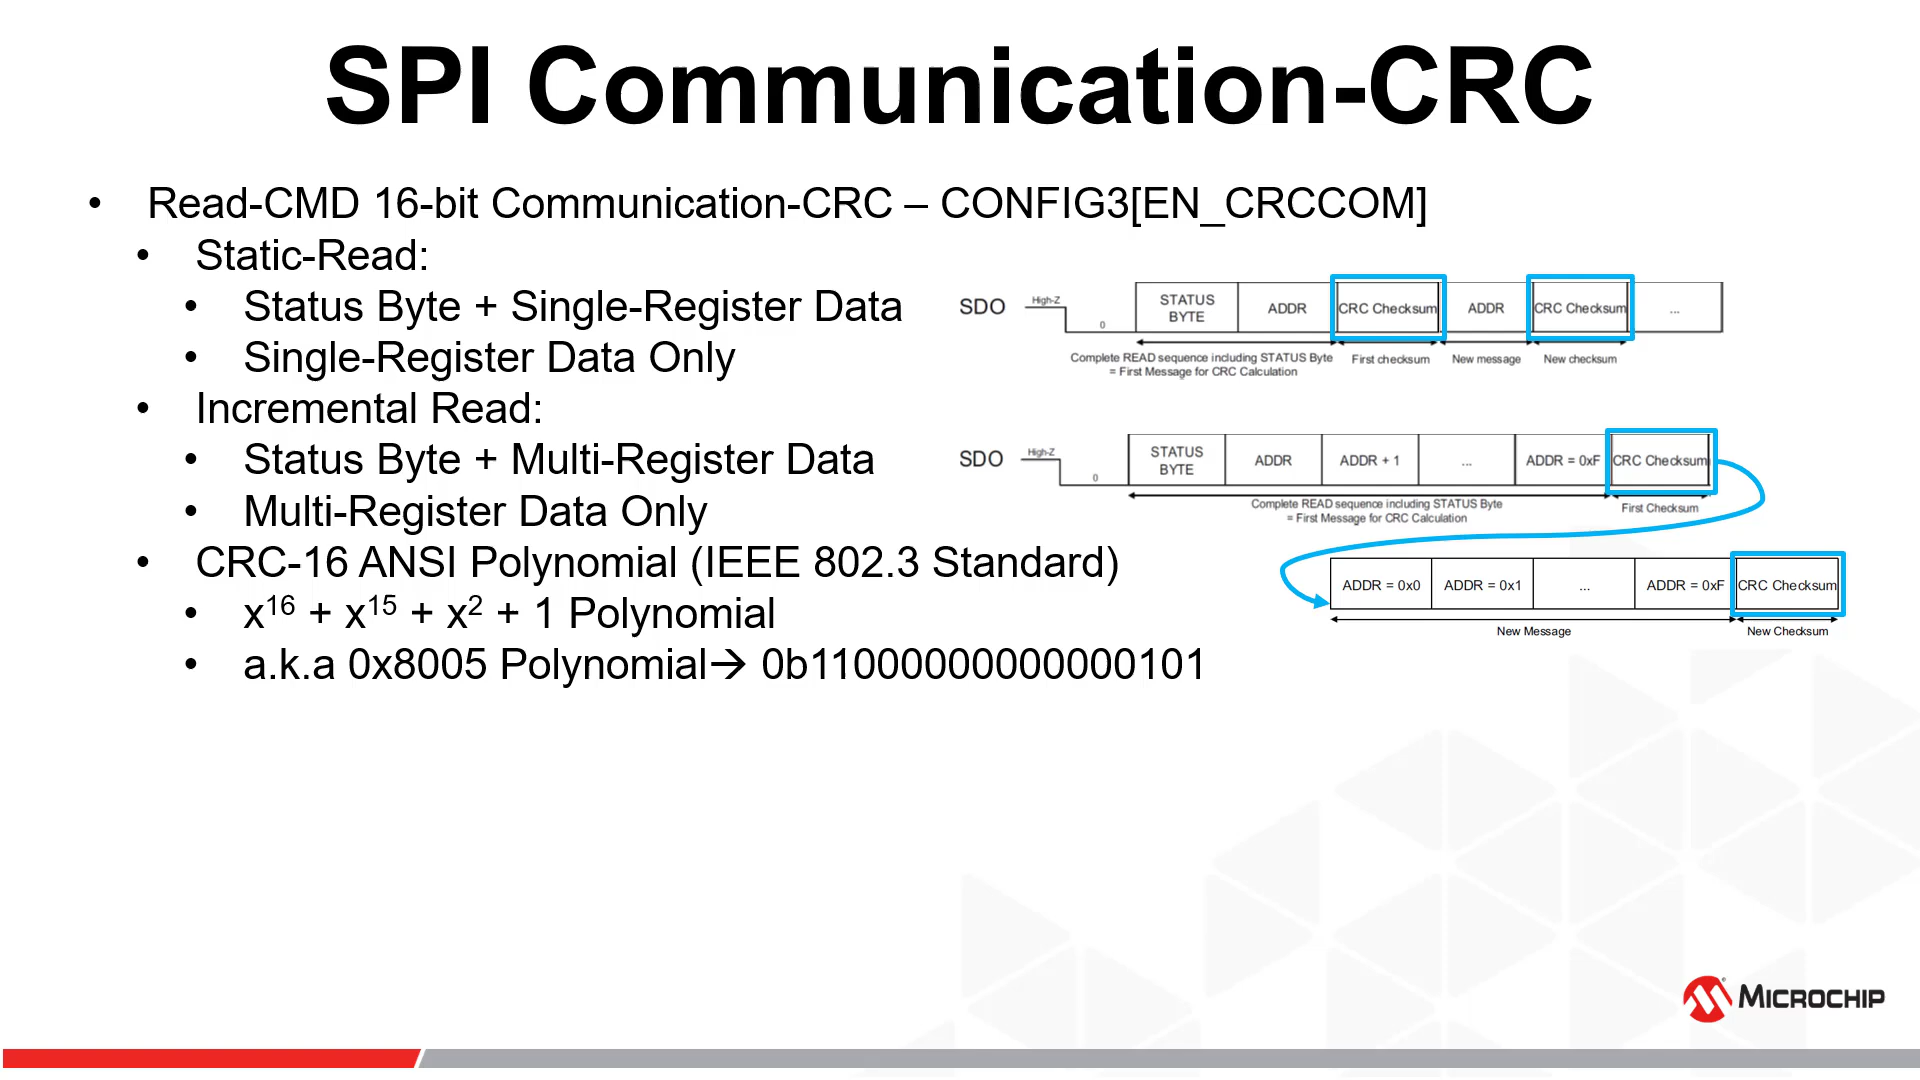 SPI Communication-CRC
• Read-CMD 16-bit Communication-CRC – CONFIG3[EN_CRCCOM]
• Static-Read:
• Status Byte + Single-Register Data
• Single-Register Data Only
• Incremental Read:
• Status Byte + Multi-Register Data
• Multi-Register Data Only
• CRC-16 ANSI Polynomial (IEEE 802.3 Standard)
• x¹⁶ + x¹⁵ + x² + 1 Polynomial
• a.k.a 0x8005 Polynomial→ 0b11000000000000101
SDO High-Z 0 STATUS BYTE ADDR CRC Checksum ADDR CRC Checksum ...
Complete READ sequence including STATUS Byte First checksum New message New checksum
= First Message for CRC Calculation
SDO High-Z 0 STATUS BYTE ADDR ADDR + 1 ... ADDR = 0xF CRC Checksum
Complete READ sequence including STATUS Byte First Checksum
= First Message for CRC Calculation
ADDR = 0x0 ADDR = 0x1 ... ADDR = 0xF CRC Checksum
New Message New Checksum
MICROCHIP